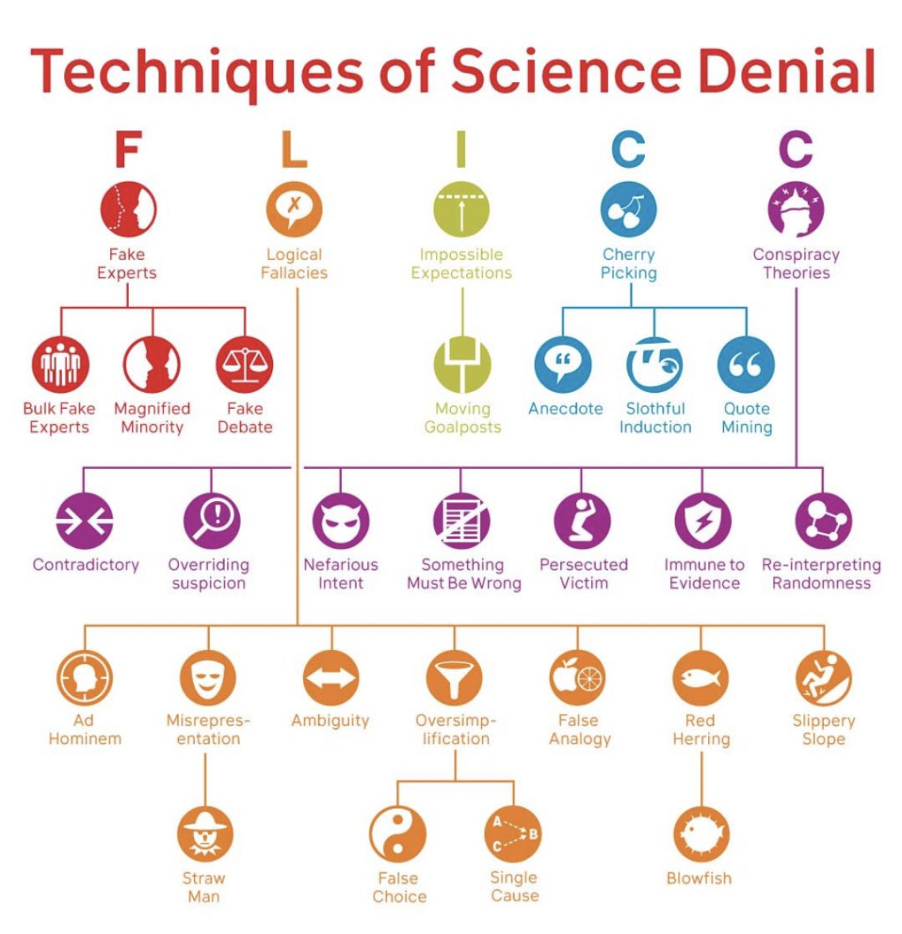 Techniques of Science Denial
F
L
I
C
C
Fake
Experts
Logical
Fallacies
Impossible
Expectations
Cherry
Picking
Conspiracy
Theories
Bulk Fake
Experts
Magnified
Minority
Fake
Debate
Moving
Goalposts
Anecdote
Slothful
Induction
Quote
Mining
Contradictory
Overriding
suspicion
Nefarious
Intent
Something
Must Be Wrong
Persecuted
Victim
Immune to
Evidence
Re-interpreting
Randomness
Ad
Hominem
Misrepres-
entation
Ambiguity
Oversimp-
lification
False
Analogy
Red
Herring
Slippery
Slope
Straw
Man
False
Choice
A
B
C
Single
Cause
Blowfish